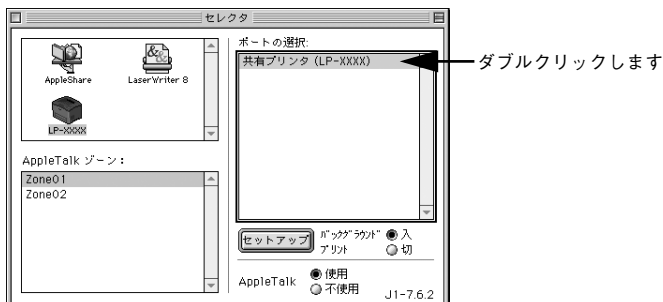 セレクタ
AppleShare
LaserWriter 8
LP-XXXX
AppleTalk ゾーン：
Zone01
Zone02
ポートの選択:
共有プリンタ (LP-XXXX)
ダブルクリックします
セットアップ
ﾊﾞｯｸｸﾞﾗｳﾝﾄﾞ
ﾌﾟﾘﾝﾄ
入
切
AppleTalk
使用
不使用
J1-7.6.2